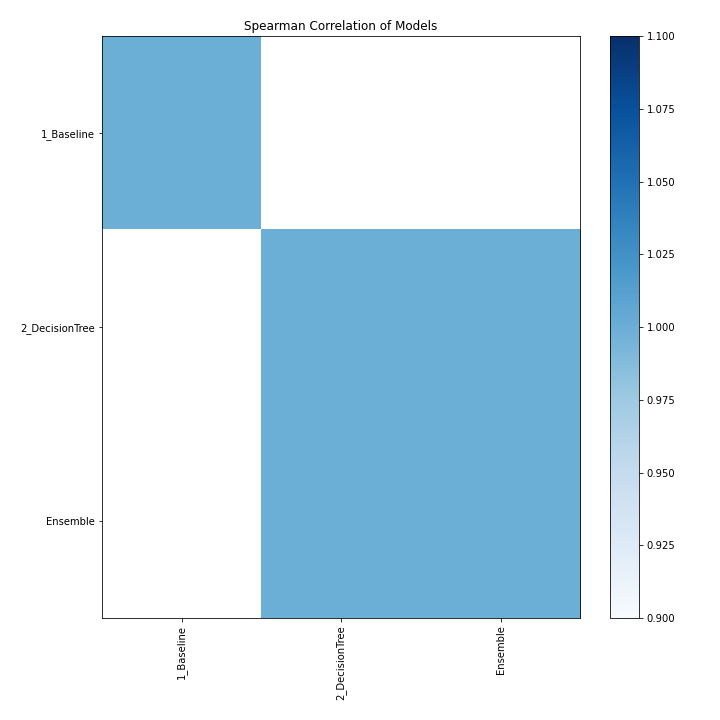 Spearman Correlation of Models
1_Baseline
2_DecisionTree
Ensemble
1_Baseline
2_DecisionTree
Ensemble
1.100
1.075
1.050
1.025
1.000
0.975
0.950
0.925
0.900